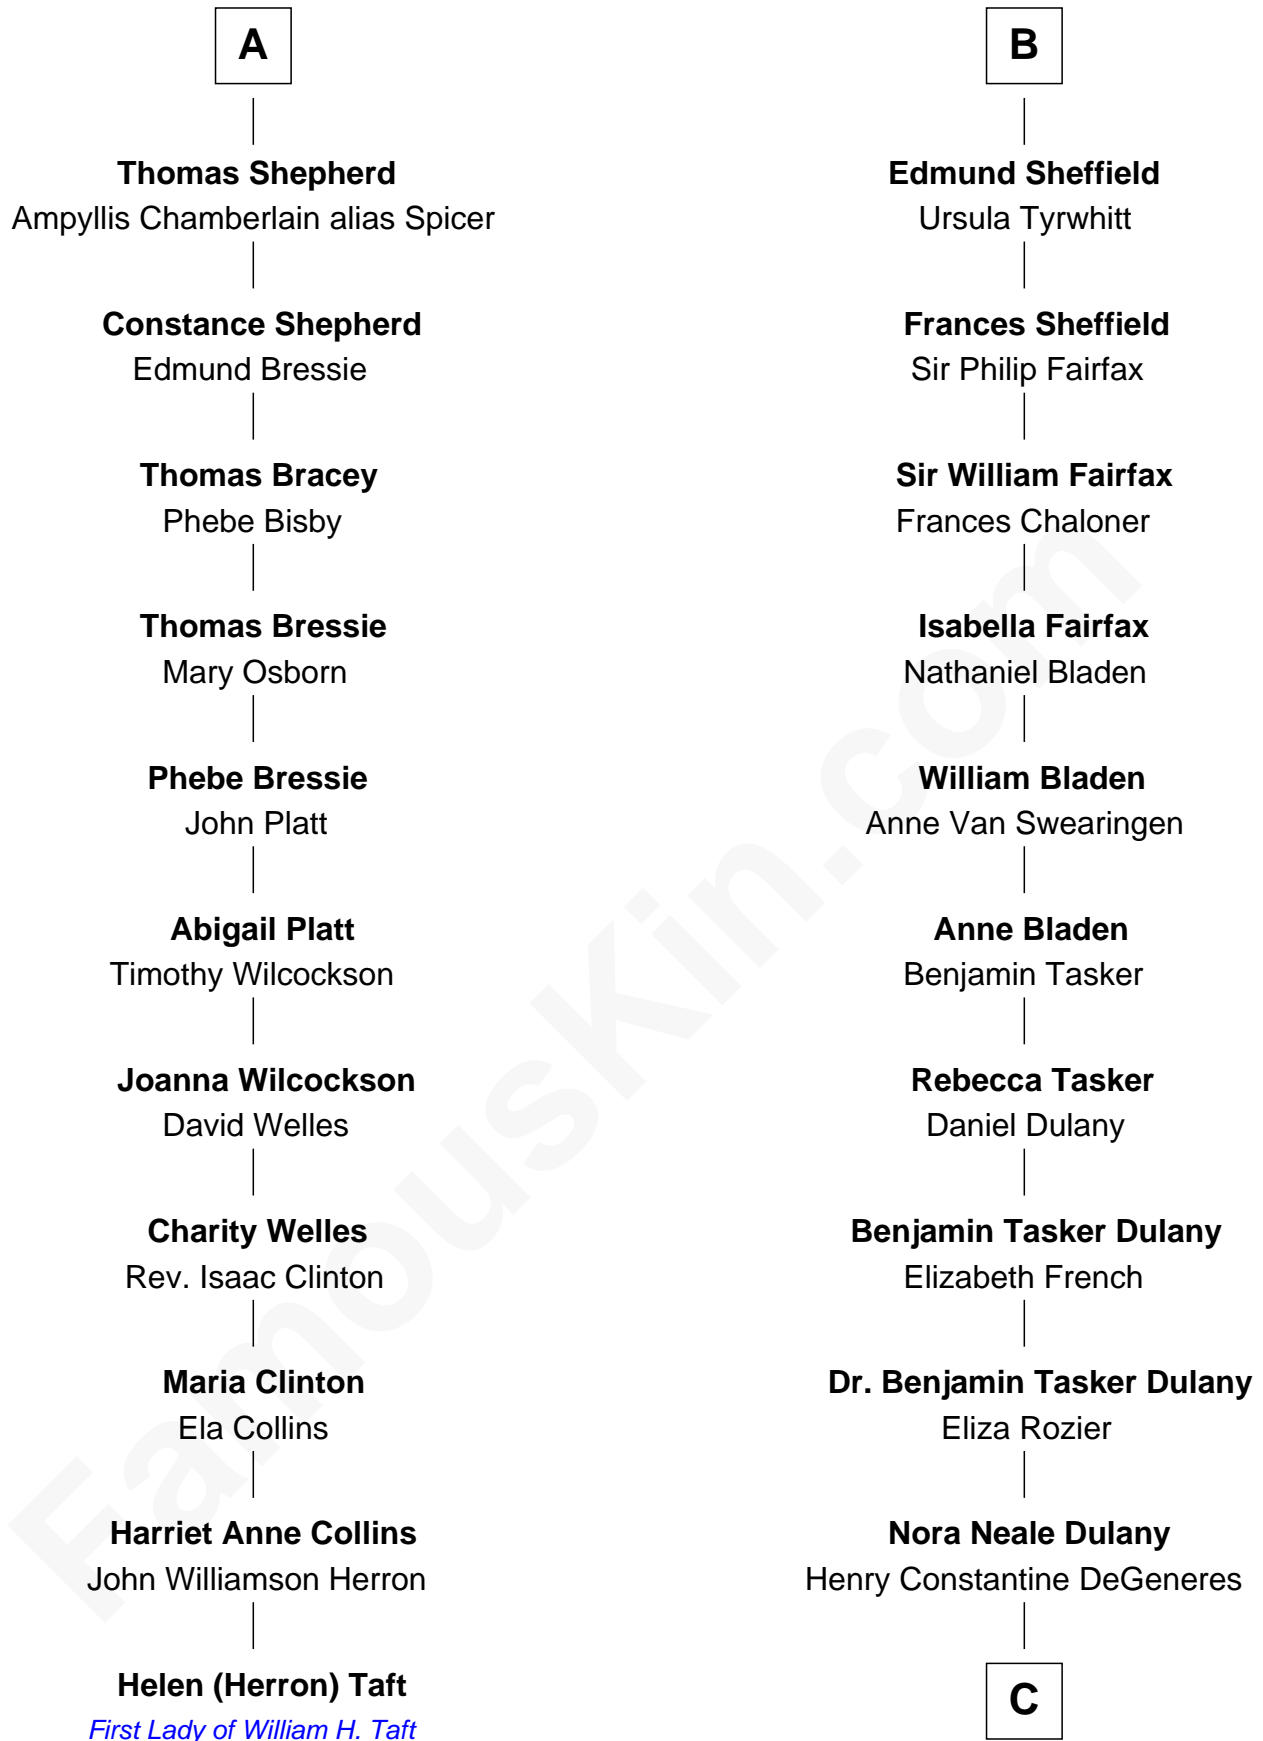 A
Thomas Shepherd
Ampyllis Chamberlain alias Spicer
Constance Shepherd
Edmund Bressie
Thomas Bracey
Phebe Bisby
Thomas Bressie
Mary Osborn
Phebe Bressie
John Platt
Abigail Platt
Timothy Wilcockson
Joanna Wilcockson
David Welles
Charity Welles
Rev. Isaac Clinton
Maria Clinton
Ela Collins
Harriet Anne Collins
John Williamson Herron
Helen (Herron) Taft
First Lady of William H. Taft
B
Edmund Sheffield
Ursula Tyrwhitt
Frances Sheffield
Sir Philip Fairfax
Sir William Fairfax
Frances Chaloner
Isabella Fairfax
Nathaniel Bladen
William Bladen
Anne Van Swearingen
Anne Bladen
Benjamin Tasker
Rebecca Tasker
Daniel Dulany
Benjamin Tasker Dulany
Elizabeth French
Dr. Benjamin Tasker Dulany
Eliza Rozier
Nora Neale Dulany
Henry Constantine DeGeneres
C
FamousKin.com